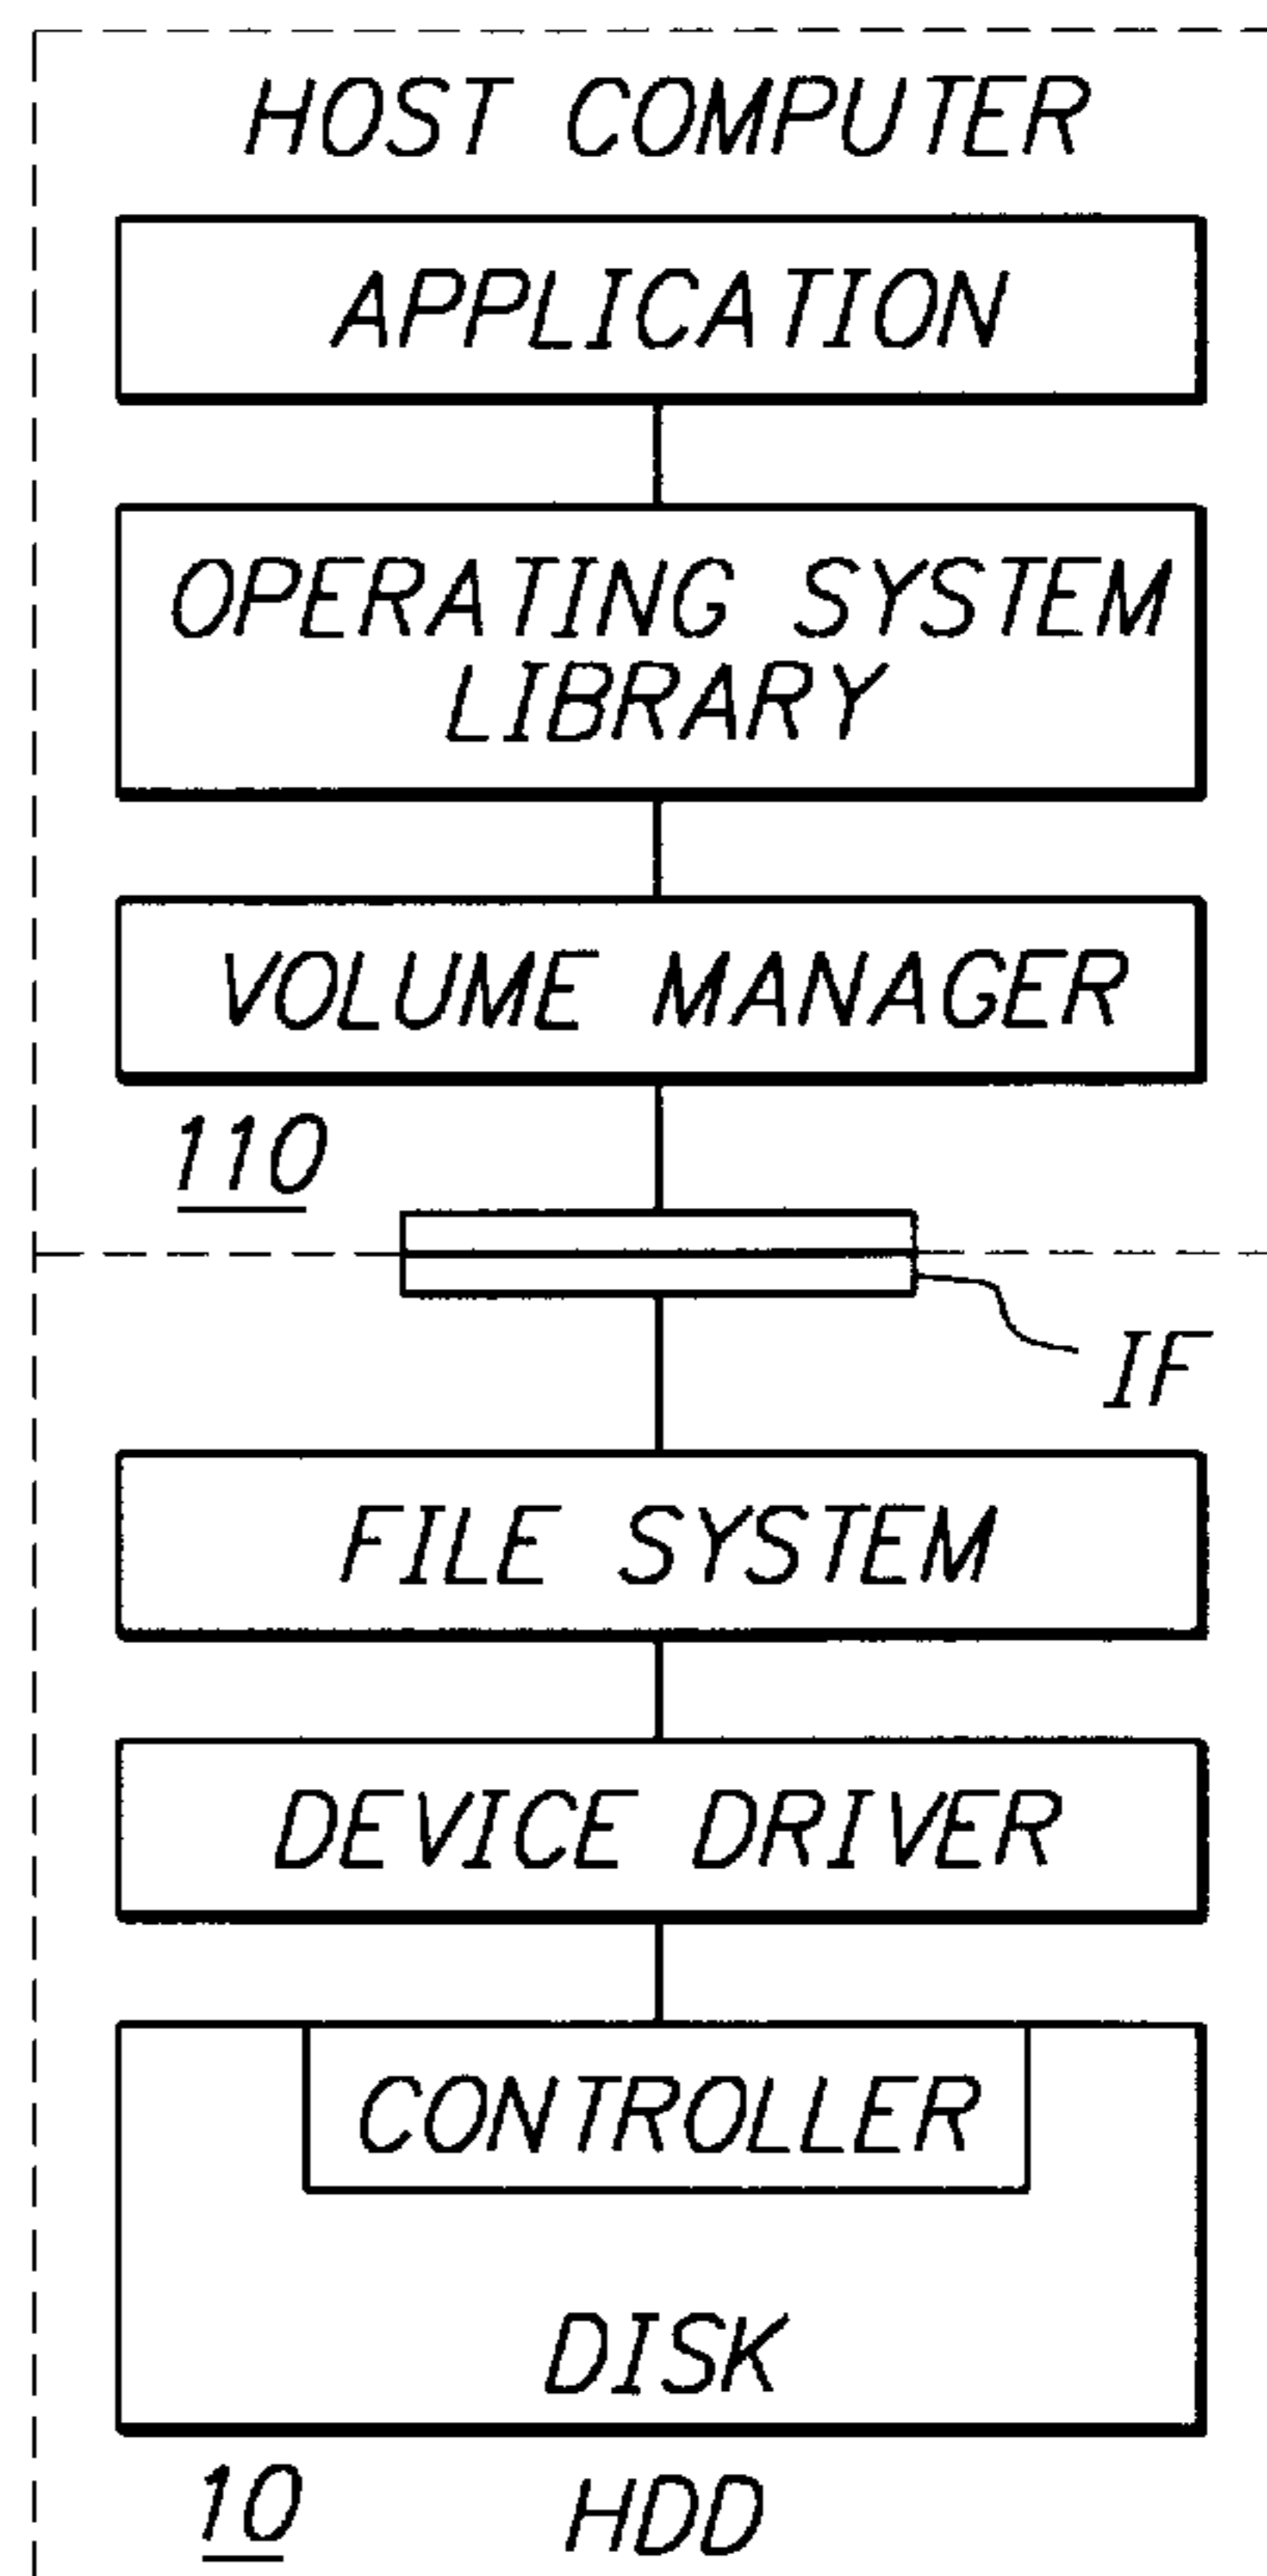 HOST COMPUTER
APPLICATION
OPERATING SYSTEM
LIBRARY
VOLUME MANAGER
110
IF
FILE SYSTEM
DEVICE DRIVER
CONTROLLER
DISK
10
HDD